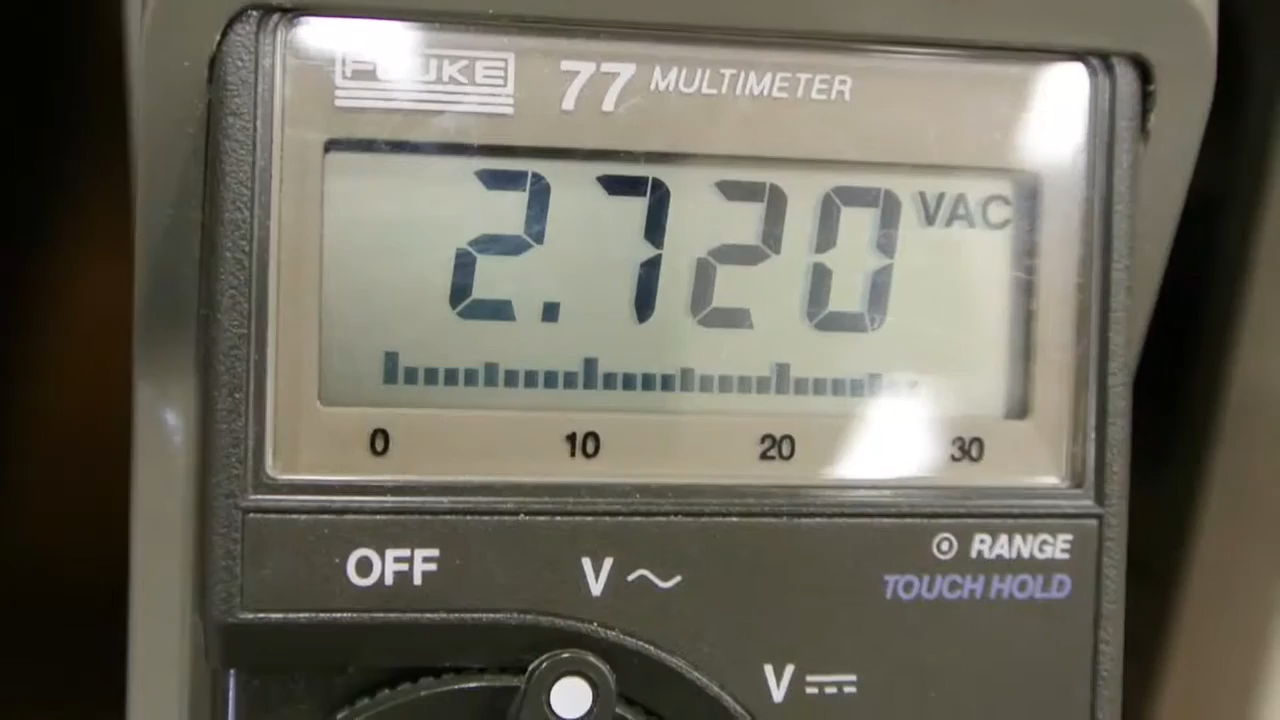 FLUKE 77 MULTIMETER
2.720 VAC
0 10 20 30
OFF V~ ⊙ RANGE
TOUCH HOLD
V⎓